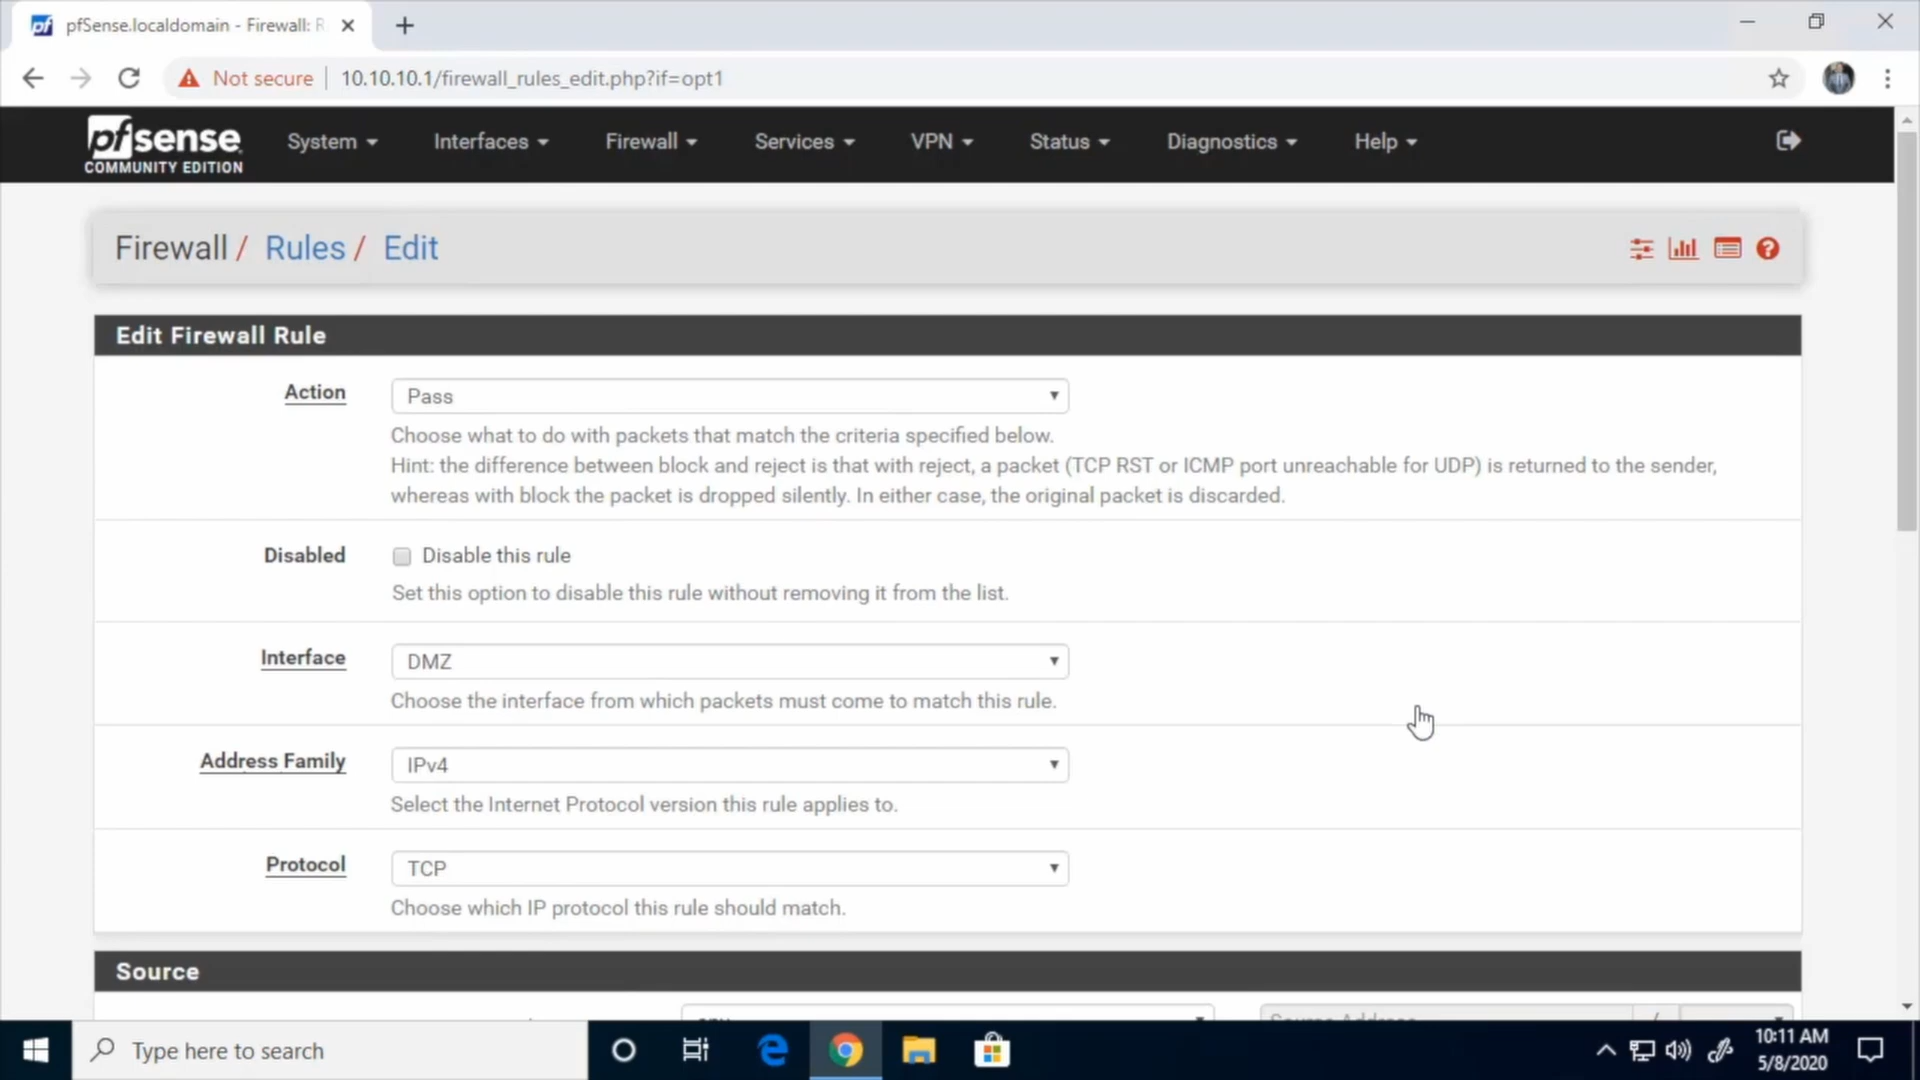 pfSense.localdomain - Firewall: R
Not secure
10.10.10.1/firewall_rules_edit.php?if=opt1
pfsense
COMMUNITY EDITION
System
Interfaces
Firewall
Services
VPN
Status
Diagnostics
Help
Firewall / Rules / Edit
Edit Firewall Rule
Action
Pass
Choose what to do with packets that match the criteria specified below.
Hint: the difference between block and reject is that with reject, a packet (TCP RST or ICMP port unreachable for UDP) is returned to the sender,
whereas with block the packet is dropped silently. In either case, the original packet is discarded.
Disabled
Disable this rule
Set this option to disable this rule without removing it from the list.
Interface
DMZ
Choose the interface from which packets must come to match this rule.
Address Family
IPv4
Select the Internet Protocol version this rule applies to.
Protocol
TCP
Choose which IP protocol this rule should match.
Source
Source Address
/
Type here to search
10:11 AM
5/8/2020